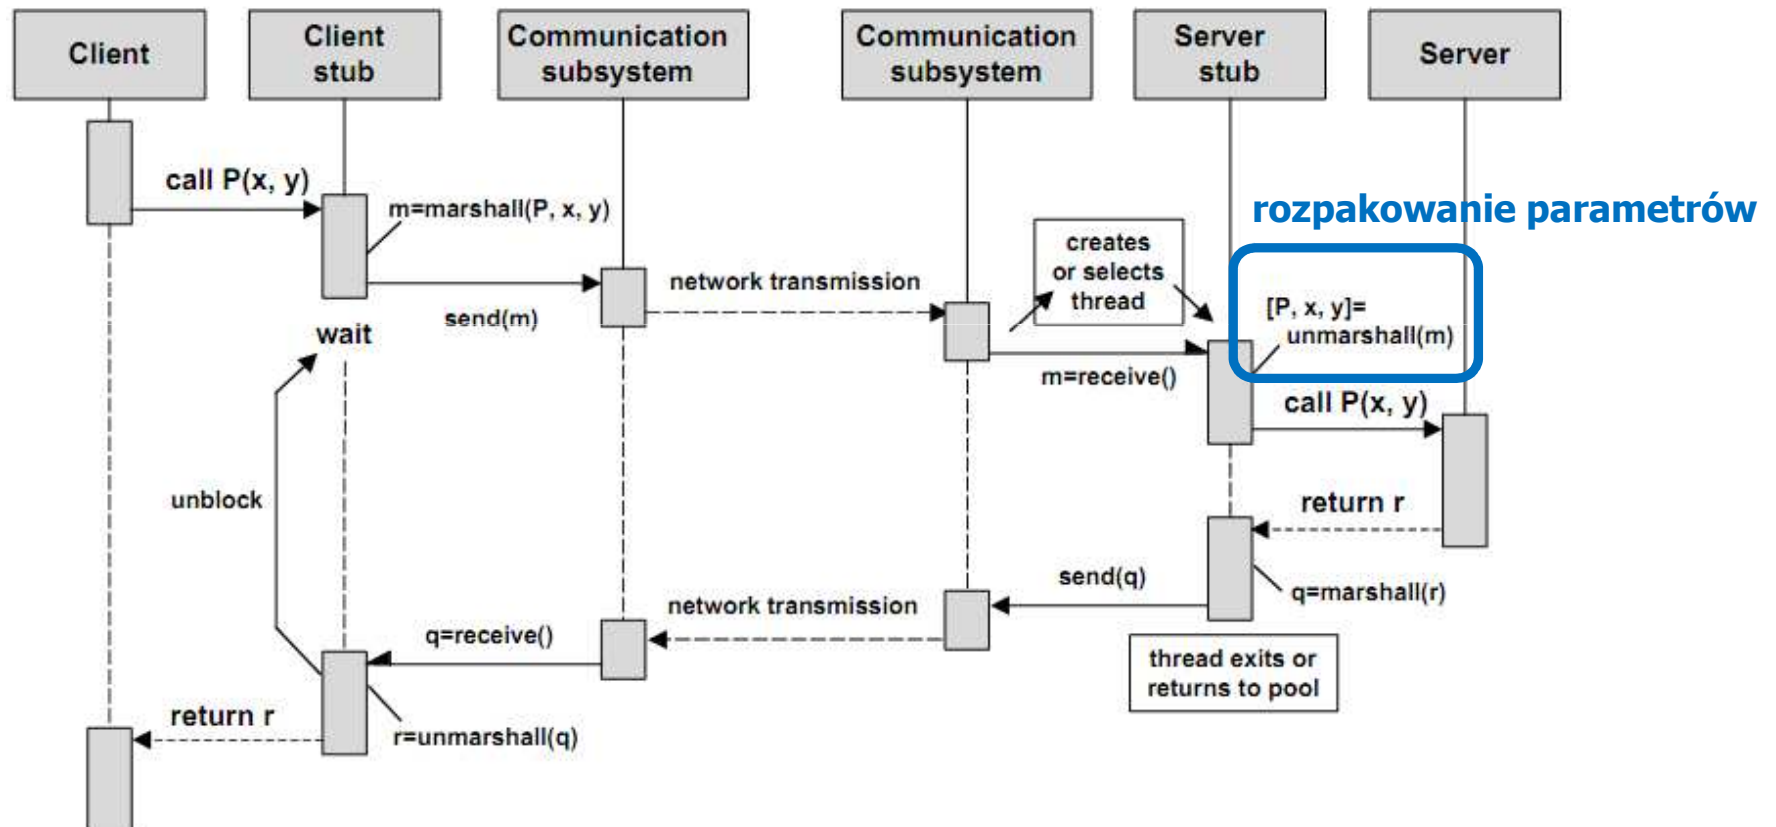 Client
Client
stub
Communication
subsystem
Communication
subsystem
Server
stub
Server
call P(x, y)
m=marshall(P, x, y)
rozpakowanie parametrów
creates
or selects
thread
network transmission
[P, x, y]=
unmarshall(m)
send(m)
wait
m=receive()
call P(x, y)
unblock
return r
send(q)
q=marshall(r)
network transmission
q=receive()
thread exits or
returns to pool
return r
r=unmarshall(q)